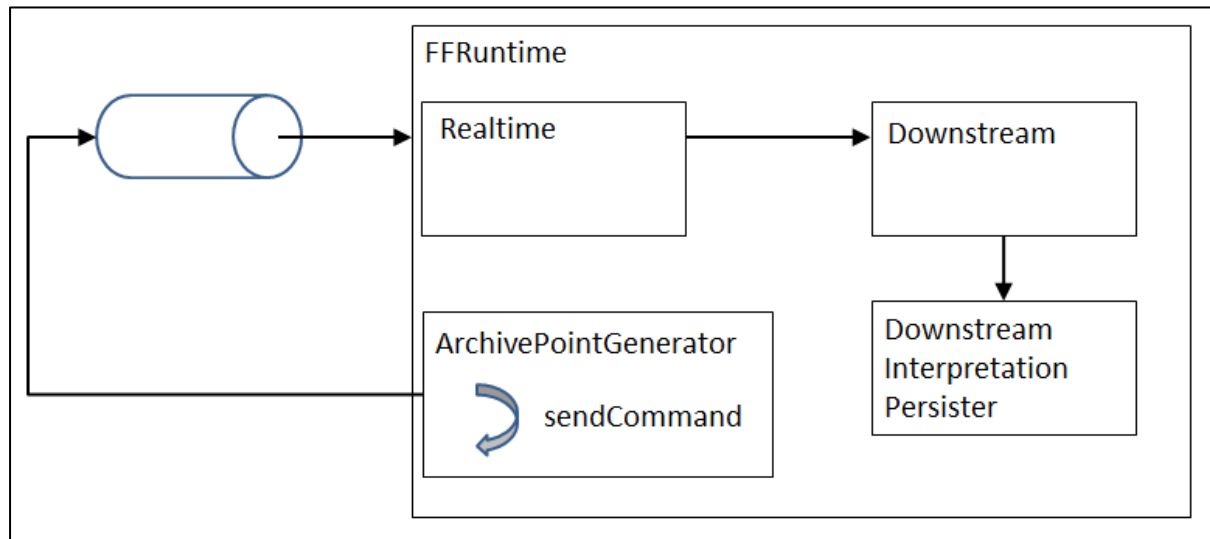 FFRuntime
Realtime
Downstream
ArchivePointGenerator
sendCommand
Downstream
Interpretation
Persister